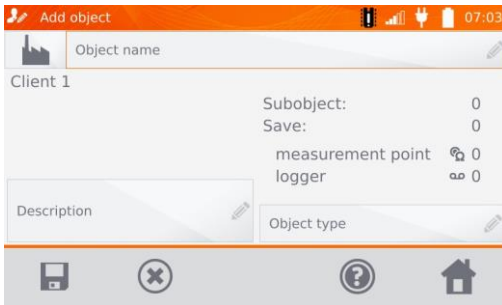 Add object 07:03
Object name
Client 1
Subobject: 0
Save: 0
measurement point 0
logger 0
Description
Object type
?